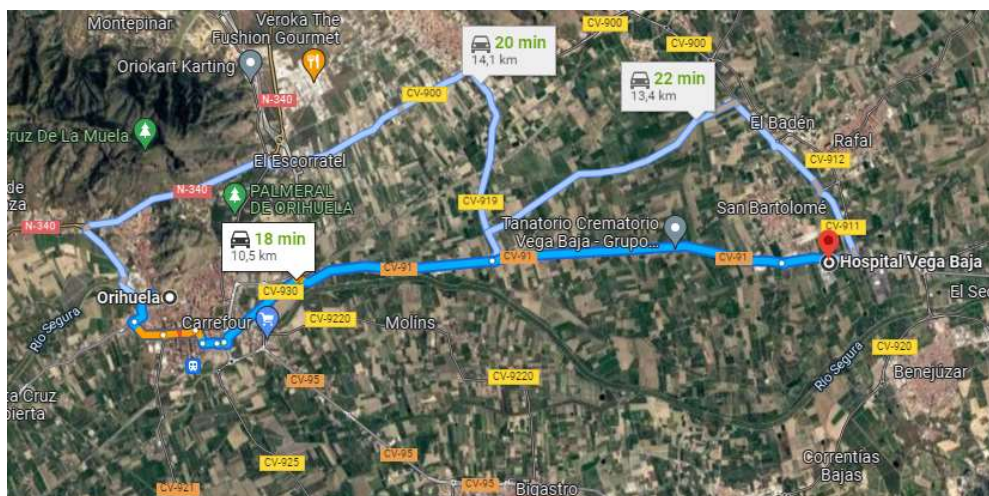 Montepinar
Veroka The
Fushion Gourmet
Oriokart Karting
N-340
CV-900
CV-900
CV-900
20 min
14,1 km
22 min
13,4 km
Cruz De La Muela
El Escorratel
El Badén
Rafal
CV-912
N-340
PALMERAL
DE ORIHUELA
CV-919
San Bartolomé
N-340
18 min
10,5 km
Tanatorio Crematorio
Vega Baja - Grupo...
CV-911
CV-91
CV-91
CV-91
Hospital Vega Baja
Orihuela
CV-930
Carrefour
CV-9220
Molíns
Río Segura
Río Segura
CV-920
Benejúzar
CV-95
CV-9220
CV-925
CV-95
CV-921
CV-95
Bigastro
Correntías
Bajas